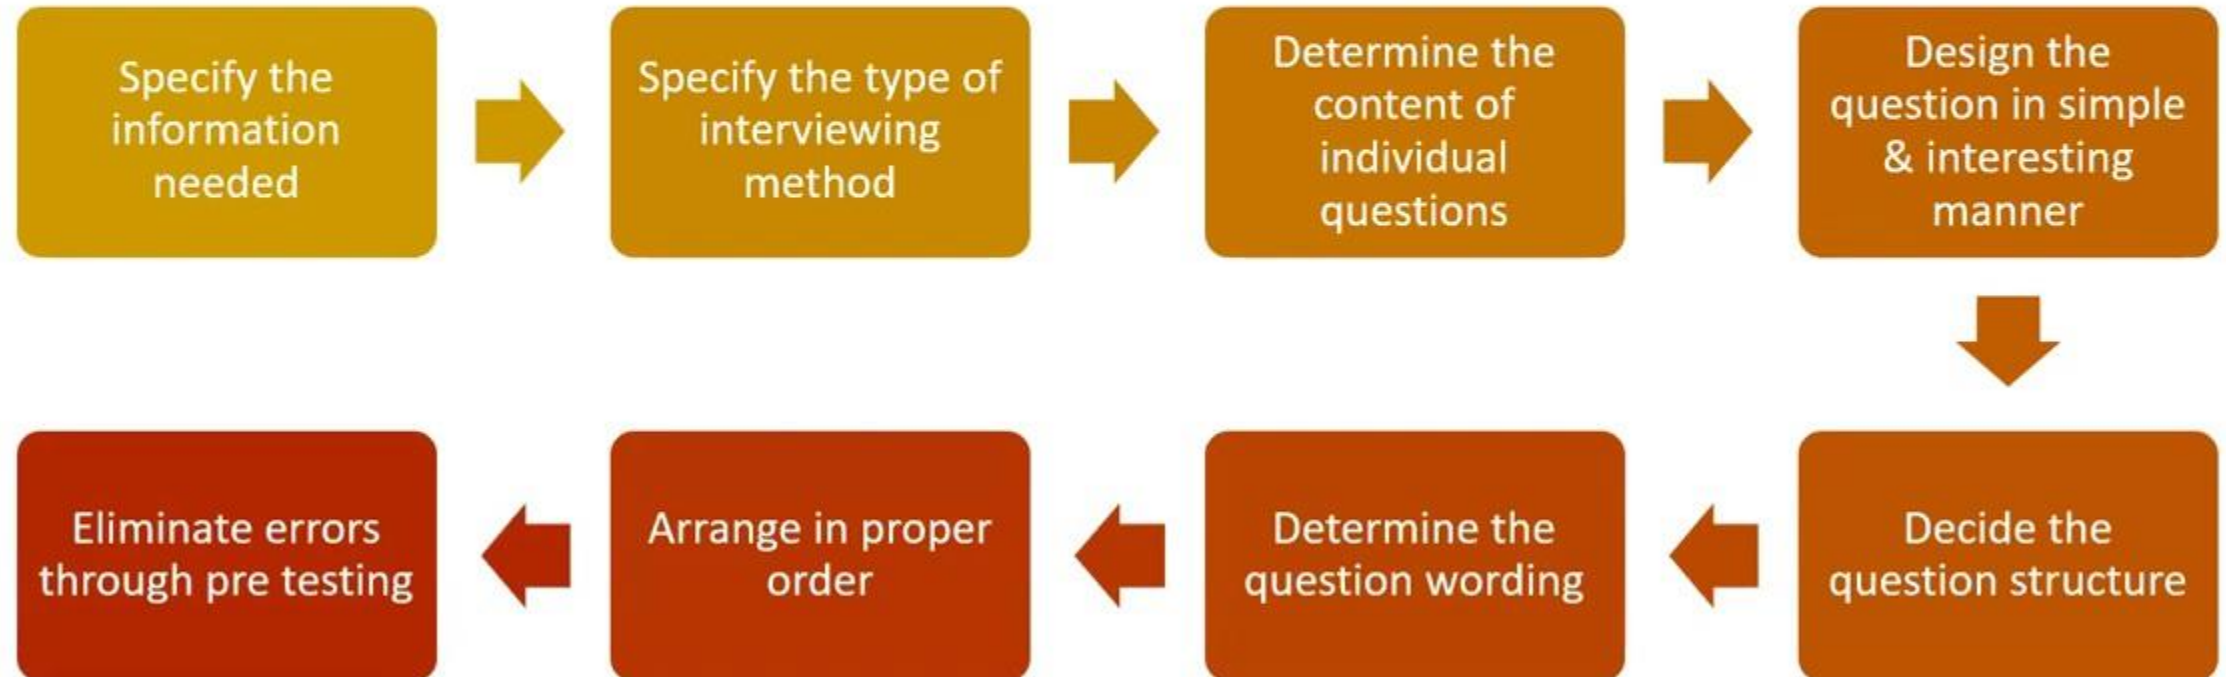 Specify the
information
needed
Specify the type of
interviewing
method
Determine the
content of
individual
questions
Design the
question in simple
& interesting
manner
Decide the
question structure
Determine the
question wording
Arrange in proper
order
Eliminate errors
through pre testing